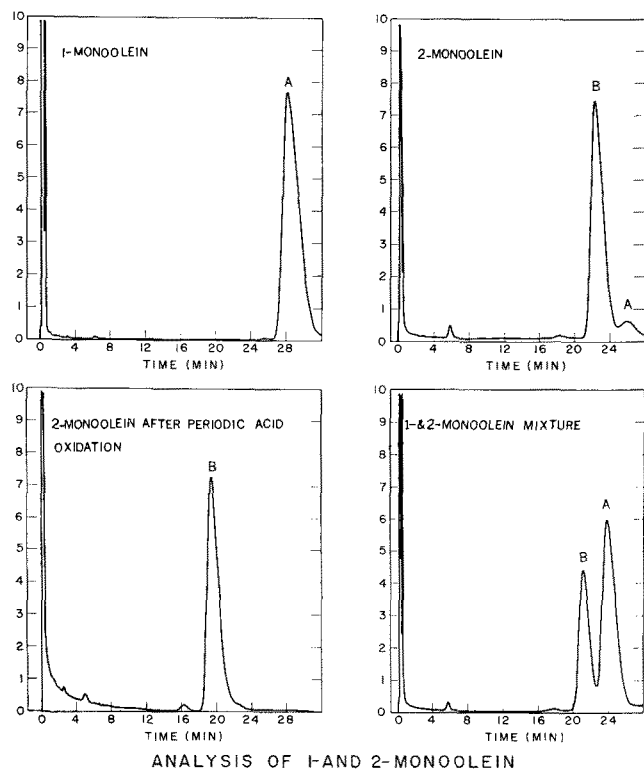 1-MONOOLEIN
A
10
9
8
7
6
5
4
3
2
1
0
0 4 8 12 16 20 24 28
TIME (MIN)
2-MONOOLEIN
B
A
10
9
8
7
6
5
4
3
2
1
0
0 4 8 12 16 20 24
TIME (MIN)
2-MONOOLEIN AFTER PERIODIC ACID
OXIDATION
B
10
9
8
7
6
5
4
3
2
1
0
0 4 8 12 16 20 24 28
TIME (MIN)
1-&2-MONOOLEIN MIXTURE
A
B
10
9
8
7
6
5
4
3
2
1
0
0 4 8 12 16 20 24
TIME (MIN)
ANALYSIS OF 1-AND 2-MONOOLEIN